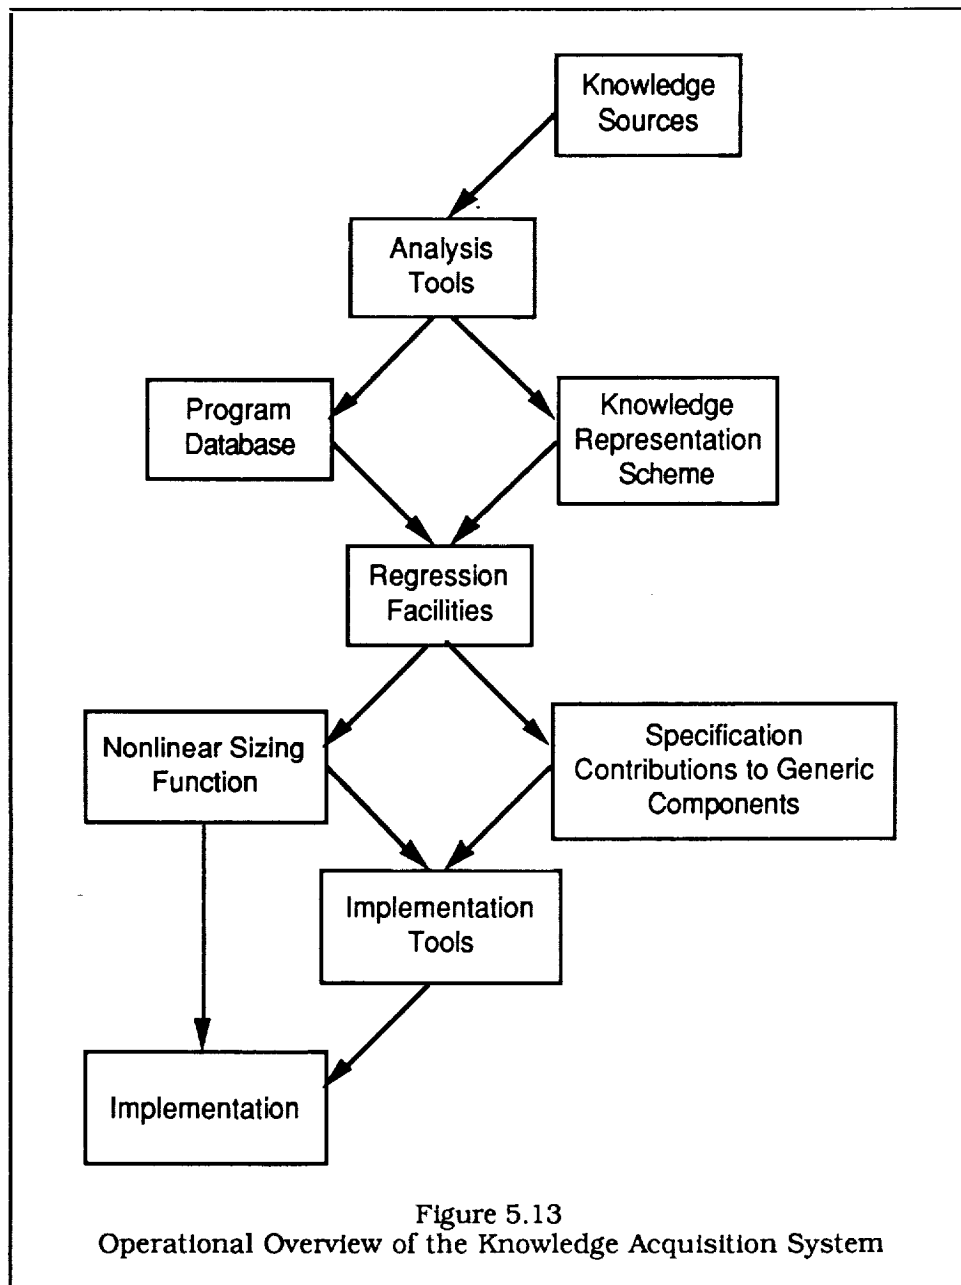 Knowledge
Sources
Analysis
Tools
Program
Database
Knowledge
Representation
Scheme
Regression
Facilities
Nonlinear Sizing
Function
Specification
Contributions to Generic
Components
Implementation
Tools
Implementation
Figure 5.13
Operational Overview of the Knowledge Acquisition System